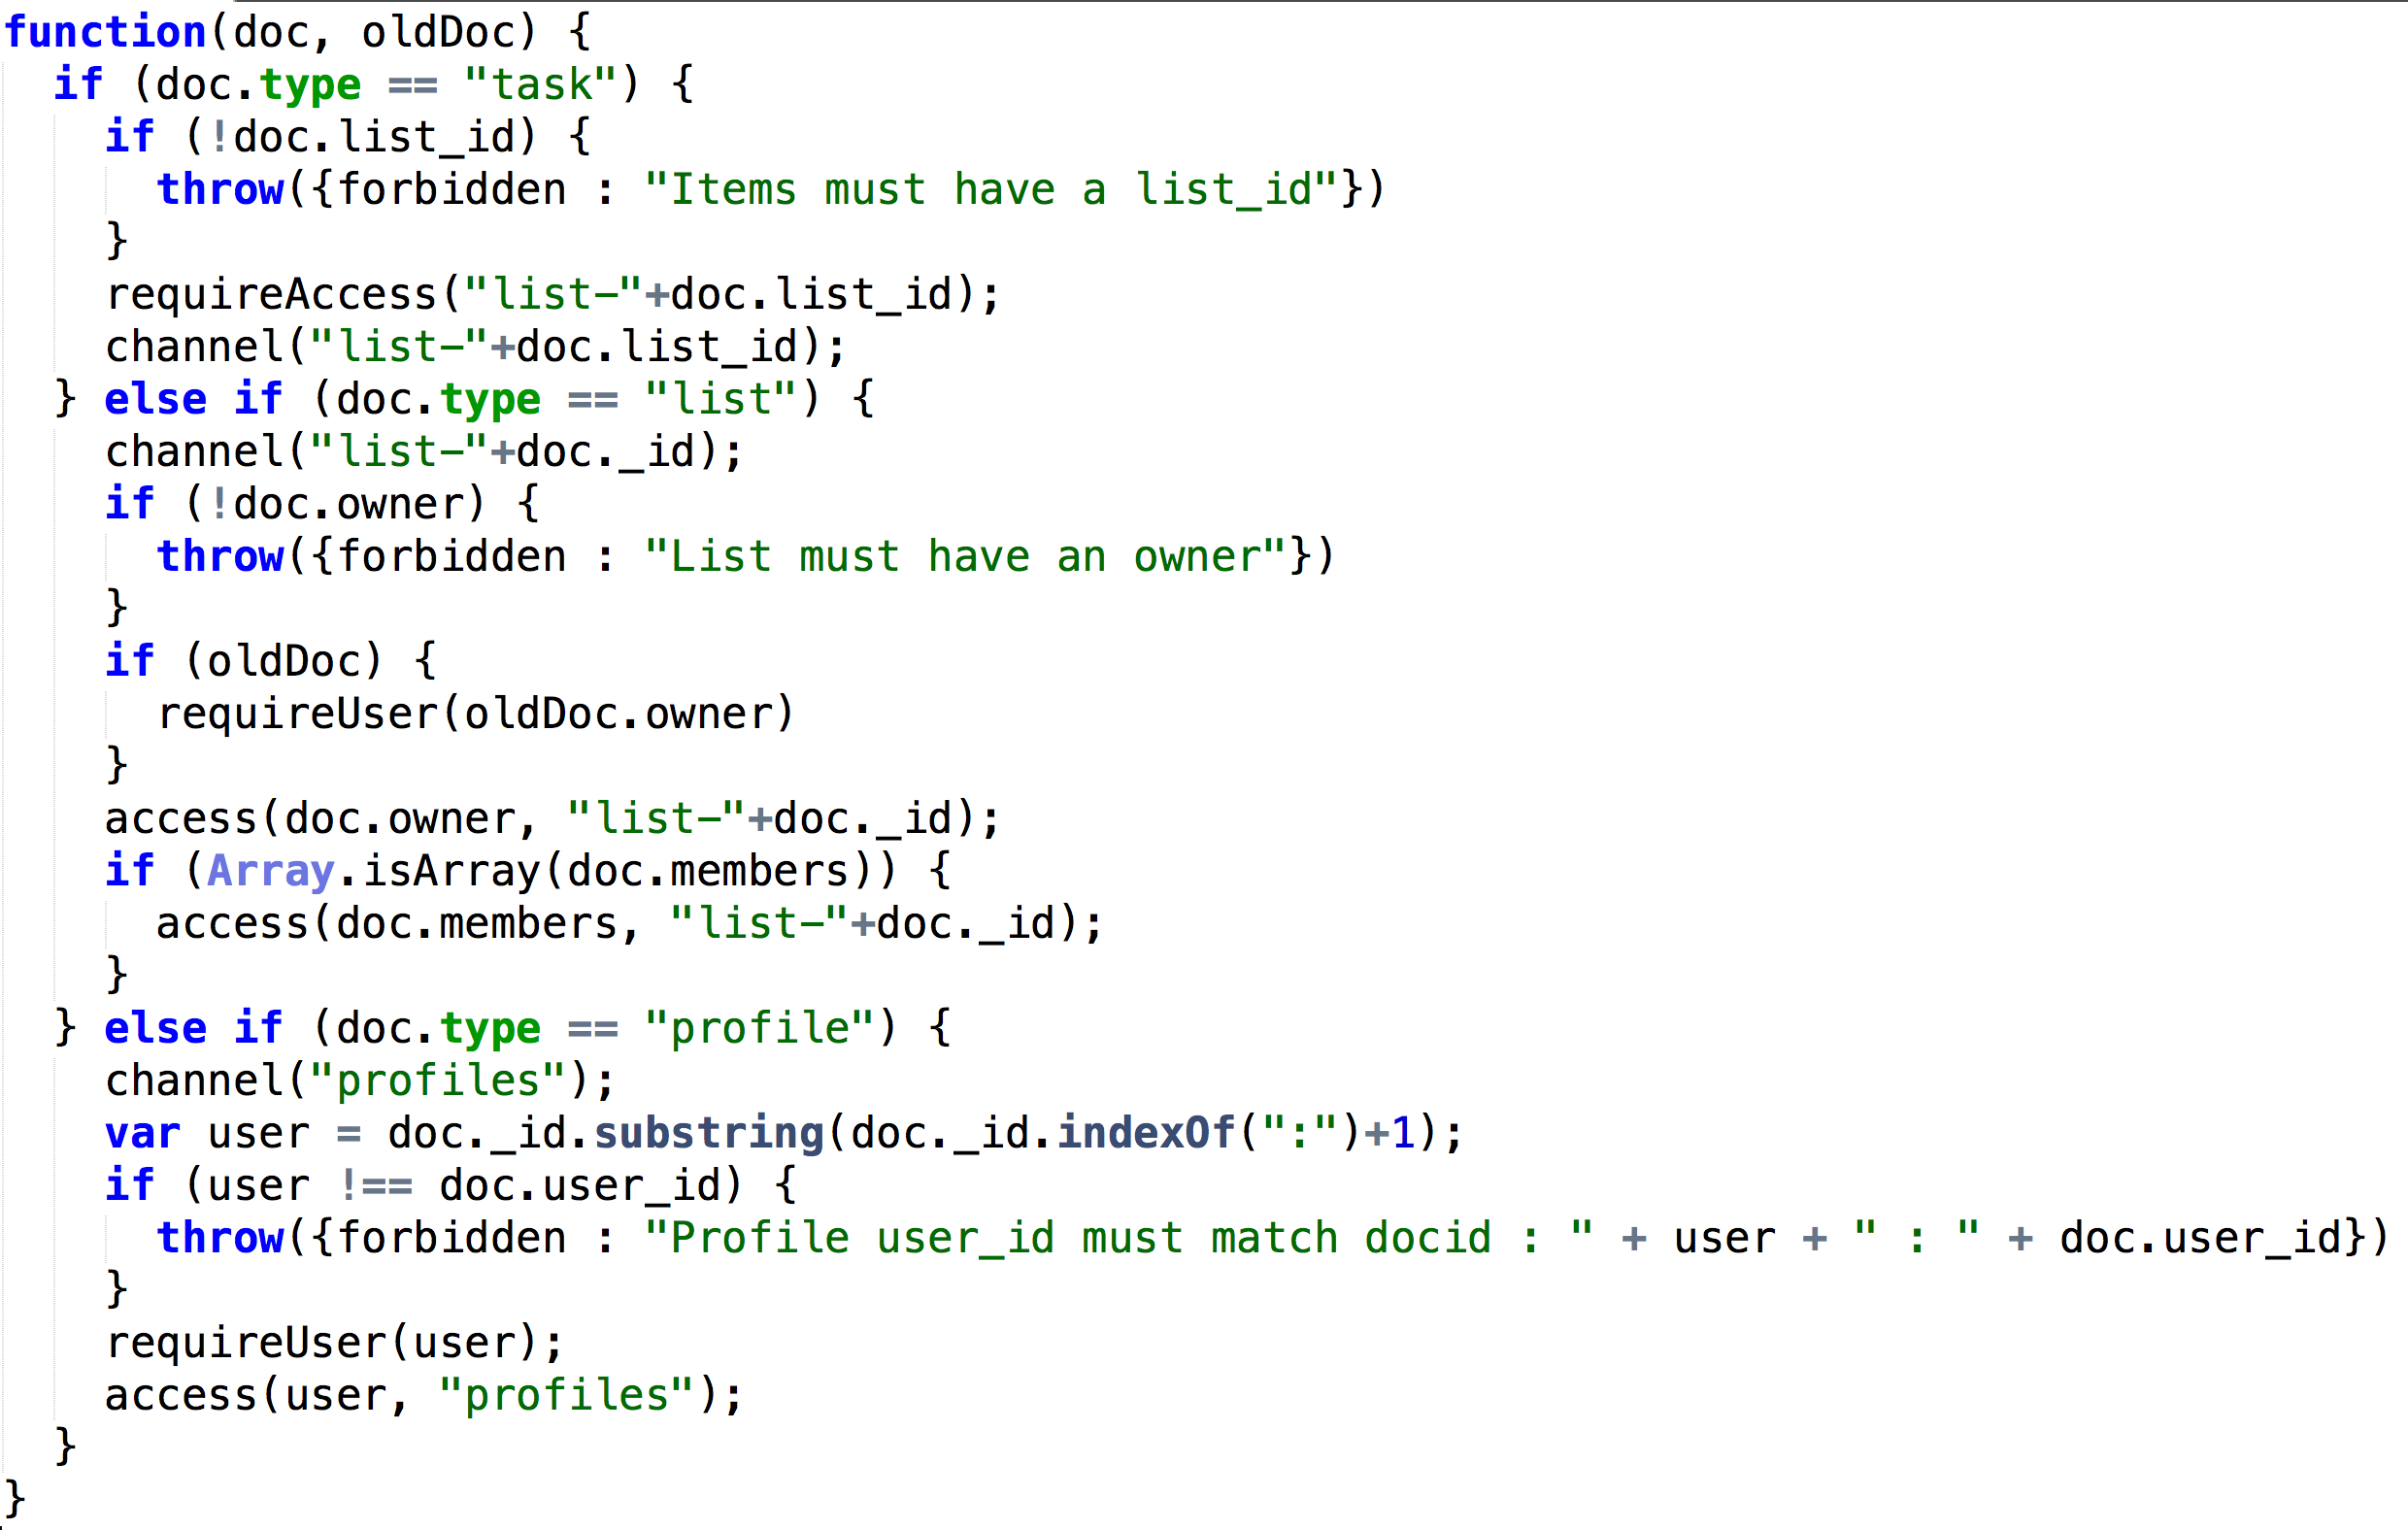 function(doc, oldDoc) {
  if (doc.type == "task") {
    if (!doc.list_id) {
      throw({forbidden : "Items must have a list_id"})
    }
    requireAccess("list-"+doc.list_id);
    channel("list-"+doc.list_id);
  } else if (doc.type == "list") {
    channel("list-"+doc._id);
    if (!doc.owner) {
      throw({forbidden : "List must have an owner"})
    }
    if (oldDoc) {
      requireUser(oldDoc.owner)
    }
    access(doc.owner, "list-"+doc._id);
    if (Array.isArray(doc.members)) {
      access(doc.members, "list-"+doc._id);
    }
  } else if (doc.type == "profile") {
    channel("profiles");
    var user = doc._id.substring(doc._id.indexOf(":")+1);
    if (user !== doc.user_id) {
      throw({forbidden : "Profile user_id must match docid : " + user + " : " + doc.user_id})
    }
    requireUser(user);
    access(user, "profiles");
  }
}